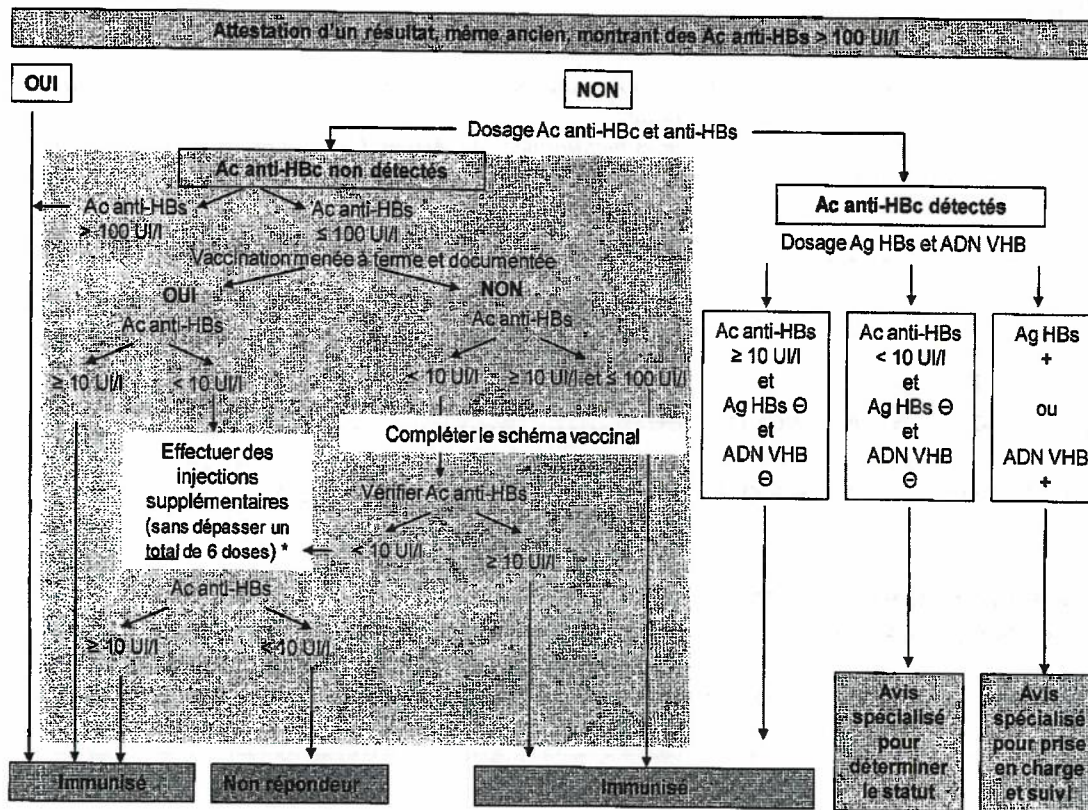 Attestation d'un résultat, même ancien, montrant des Ac anti-HBs > 100 UI/l
OUI
NON
Dosage Ac anti-HBc et anti-HBs
Ac anti-HBc non détectés
Ac anti-HBs
> 100 UI/l
Ac anti-HBs
≤ 100 UI/l
Vaccination menée à terme et documentée
OUI
Ac anti-HBs
≥ 10 UI/l
< 10 UI/l
NON
Ac anti-HBs
< 10 UI/l
≥ 10 UI/l et ≤ 100 UI/l
Effectuer des
injections
supplémentaires
(sans dépasser un
total de 6 doses) *
Compléter le schéma vaccinal
Vérifier Ac anti-HBs
< 10 UI/l
≥ 10 UI/l
Ac anti-HBs
≥ 10 UI/l
< 10 UI/l
Ac anti-HBc détectés
Dosage Ag HBs et ADN VHB
Ac anti-HBs
≥ 10 UI/l
et
Ag HBs ⊖
et
ADN VHB
⊖
Ac anti-HBs
< 10 UI/l
et
Ag HBs ⊖
et
ADN VHB
⊖
Ag HBs
+
ou
ADN VHB
+
Immunisé
Non répondeur
Immunisé
Avis
spécialisé
pour
déterminer
le statut
Avis
spécialisé
pour prise
en charge
et suivi